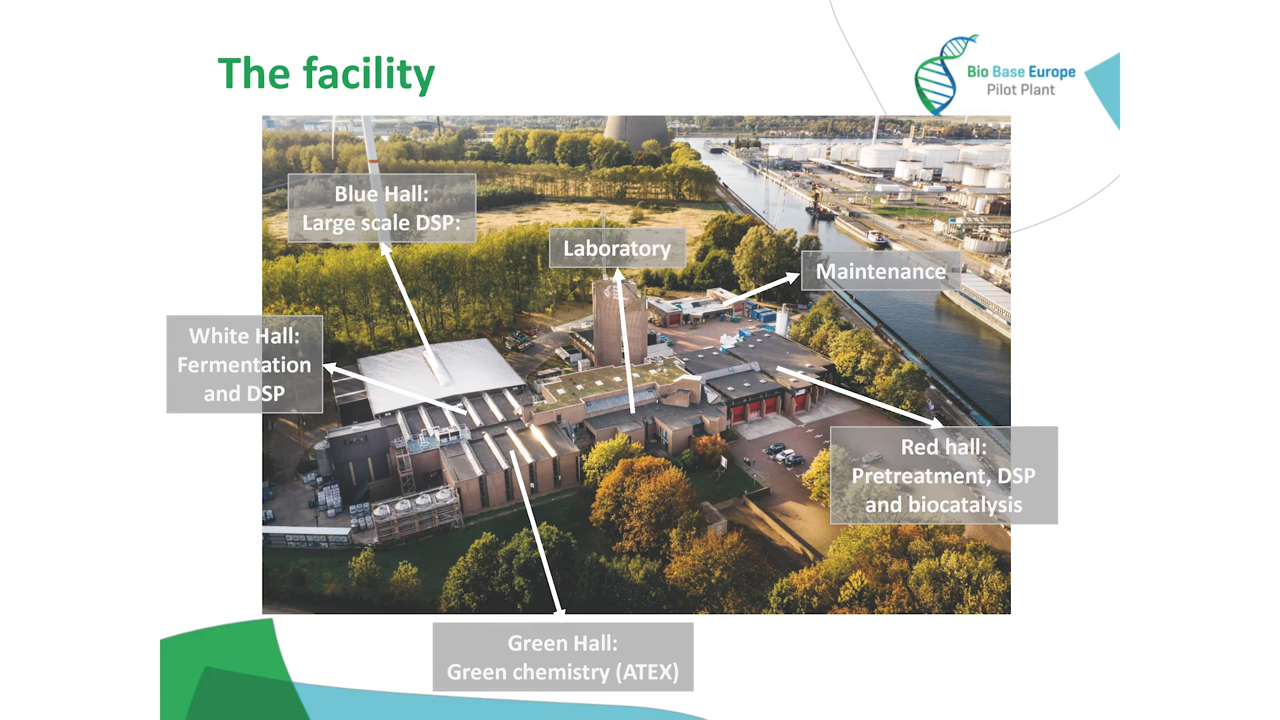 The facility
Bio Base Europe
Pilot Plant
Blue Hall:
Large scale DSP:
Laboratory
Maintenance
White Hall:
Fermentation
and DSP
Red hall:
Pretreatment, DSP
and biocatalysis
Green Hall:
Green chemistry (ATEX)